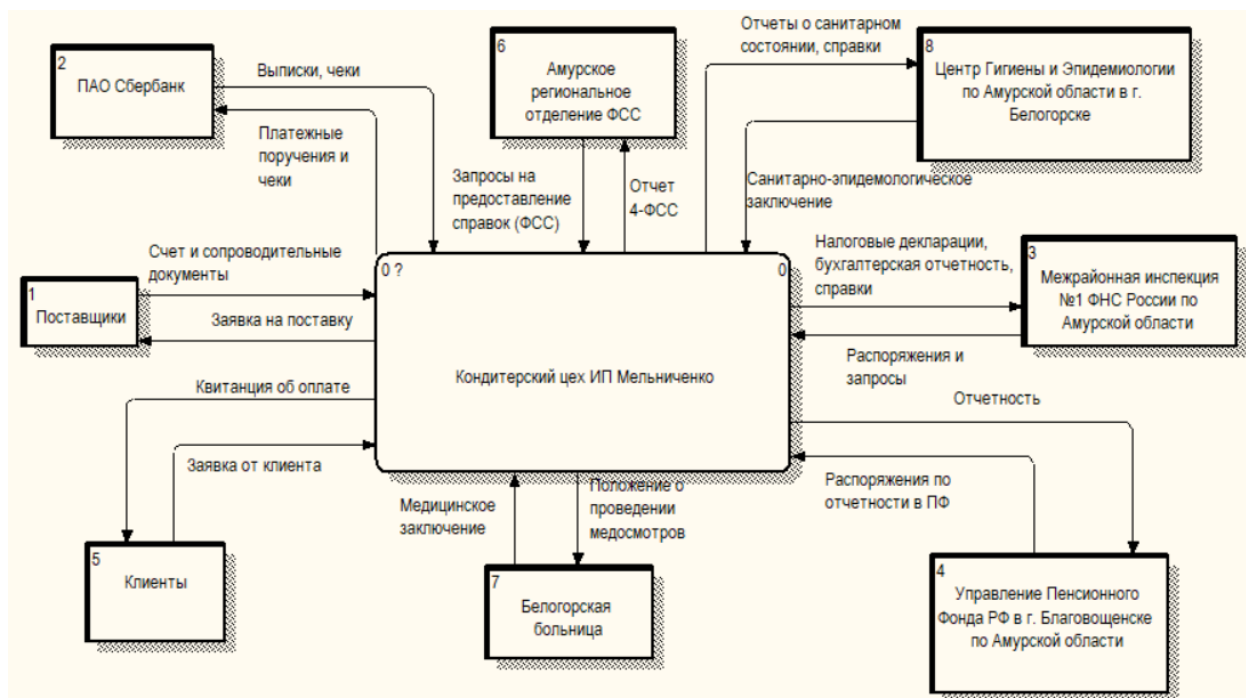 2
ПАО Сбербанк
Выписки, чеки
Платежные
поручения и
чеки
6
Амурское
региональное
отделение ФСС
Запросы на
предоставление
справок (ФСС)
Отчет
4-ФСС
Отчеты о санитарном
состоянии, справки
8
Центр Гигиены и Эпидемиологии
по Амурской области в г.
Белогорске
Санитарно-эпидемологическое
заключение
Счет и сопроводительные
документы
1
Поставщики
Заявка на поставку
0 ?
0
Кондитерский цех ИП Мельниченко
Налоговые декларации,
бухгалтерская отчетность,
справки
3
Межрайонная инспекция
№1 ФНС России по
Амурской области
Распоряжения и
запросы
Квитанция об оплате
Заявка от клиента
5
Клиенты
Медицинское
заключение
Положение о
проведении
медосмотров
7
Белогорская
больница
Отчетность
Распоряжения по
отчетности в ПФ
4
Управление Пенсионного
Фонда РФ в г. Благовощенске
по Амурской области